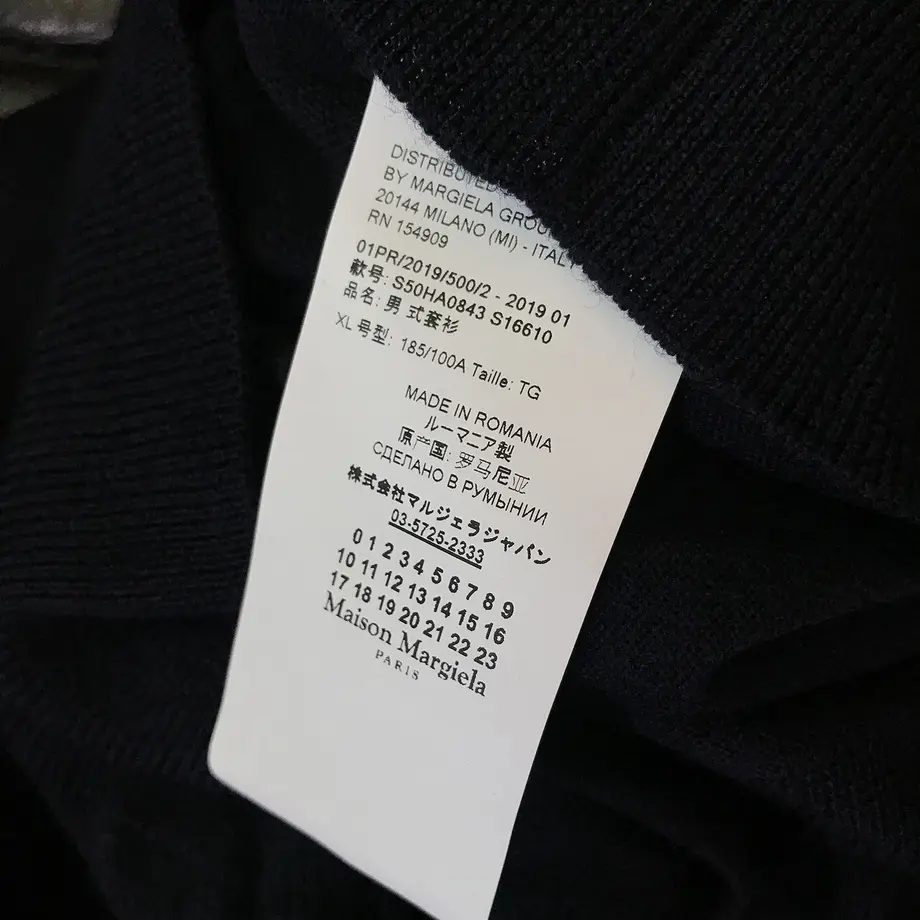 DISTRIBUTED
BY MARGIELA GROU
20144 MILANO (MI) - ITALY
RN 154909
01PR/2019/500/2 - 2019 01
款号: S50HA0843 S16610
品名: 男 式套衫
XL 号型: 185/100A Taille: TG
MADE IN ROMANIA
ルーマニア製
原产国: 罗马尼亚
СДЕЛАНО В РУМЫНИИ
株式会社マルジェラジャパン
03-5725-2333
0 1 2 3 4 5 6 7 8 9
10 11 12 13 14 15 16
17 18 19 20 21 22 23
Maison Margiela
PARIS